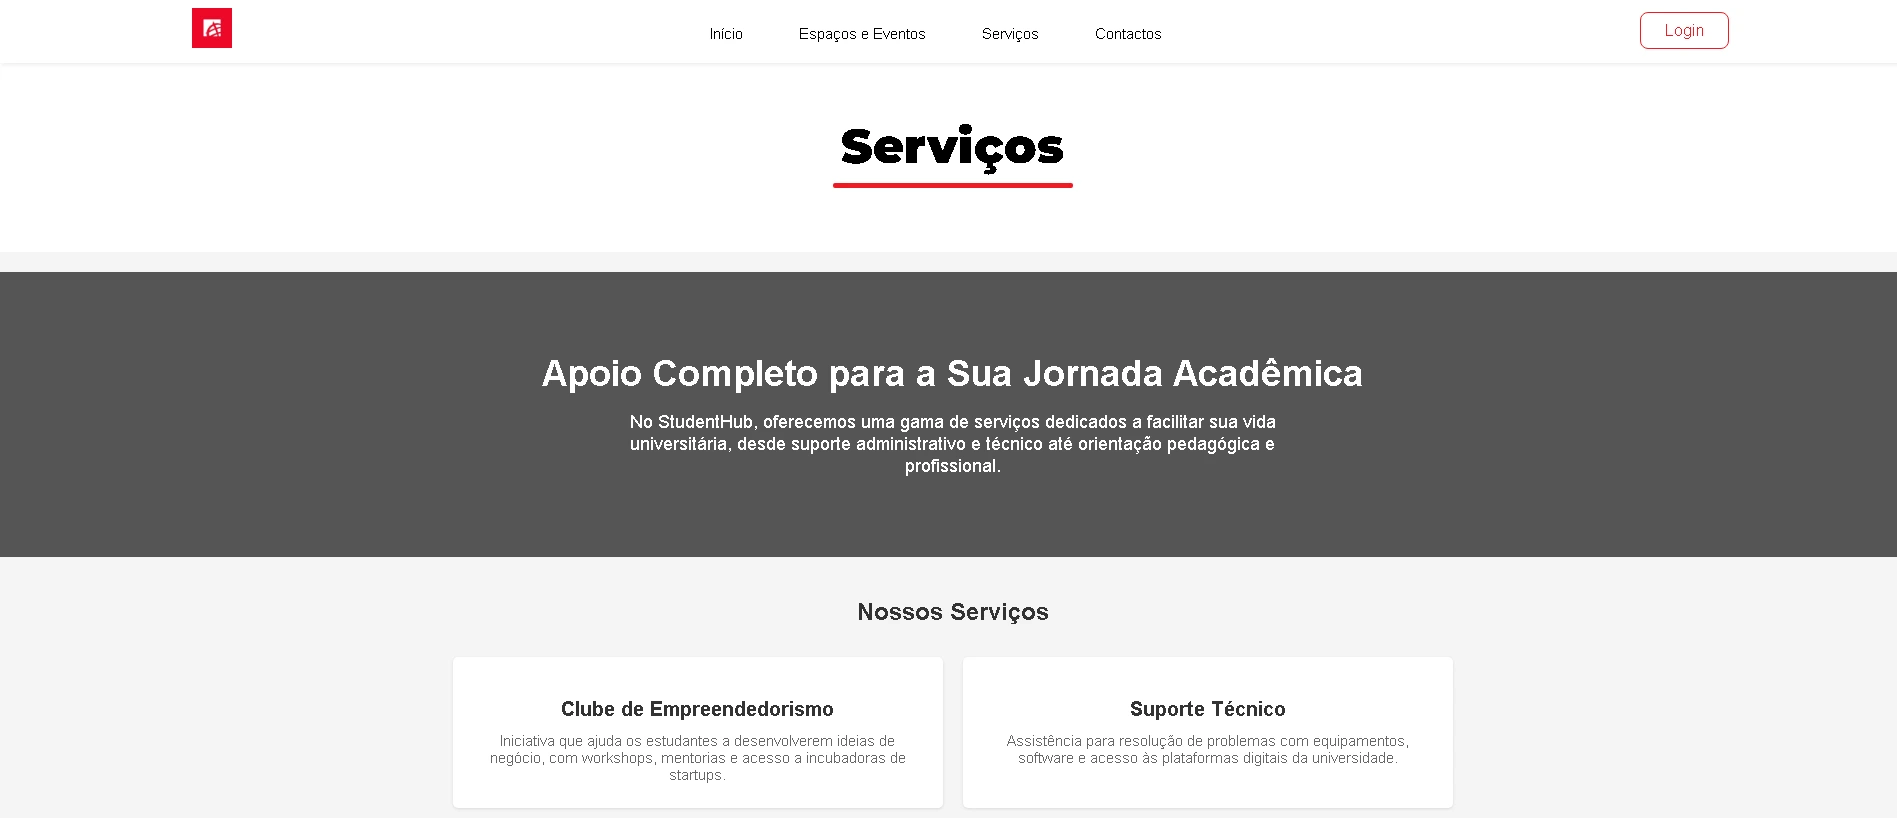 Início
Espaços e Eventos
Serviços
Contactos
Login
Serviços
Apoio Completo para a Sua Jornada Acadêmica
No StudentHub, oferecemos uma gama de serviços dedicados a facilitar sua vida
universitária, desde suporte administrativo e técnico até orientação pedagógica e
profissional.
Nossos Serviços
Clube de Empreendedorismo
Iniciativa que ajuda os estudantes a desenvolverem ideias de
negócio, com workshops, mentorias e acesso a incubadoras de
startups.
Suporte Técnico
Assistência para resolução de problemas com equipamentos,
software e acesso às plataformas digitais da universidade.